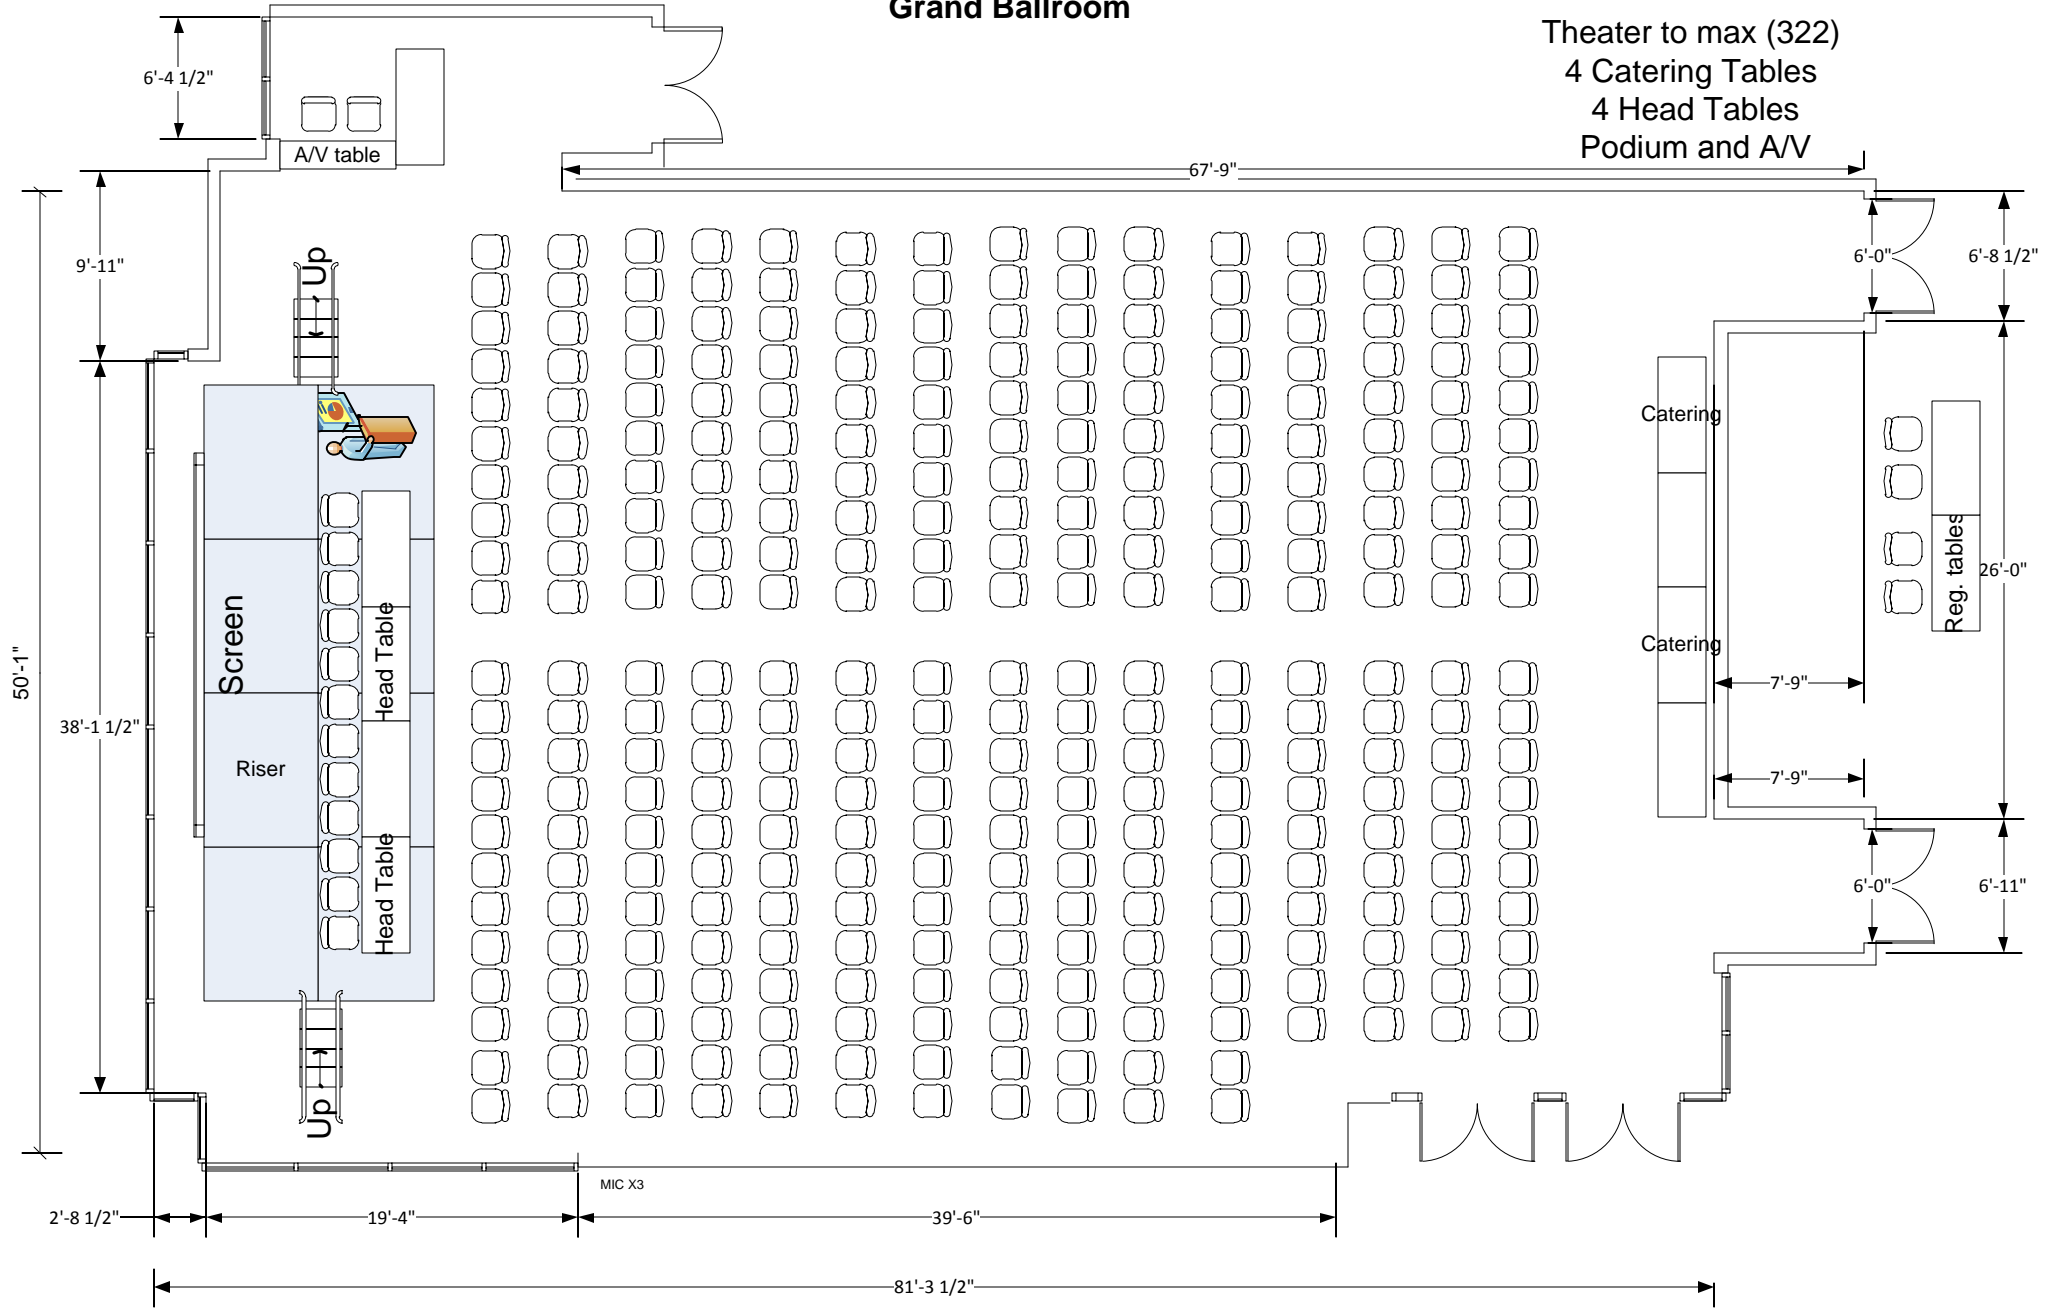 Grand Ballroom
Theater to max (322)
4 Catering Tables
4 Head Tables
Podium and A/V
6'-4 1/2"
A/V table
67'-9"
9'-11"
Up
6'-0"
6'-8 1/2"
Catering
Reg. tables
26'-0"
Screen
Head Table
50'-1"
38'-1 1/2"
Catering
7'-9"
Riser
7'-9"
Head Table
6'-0"
6'-11"
Up
MIC X3
2'-8 1/2"
19'-4"
39'-6"
81'-3 1/2"